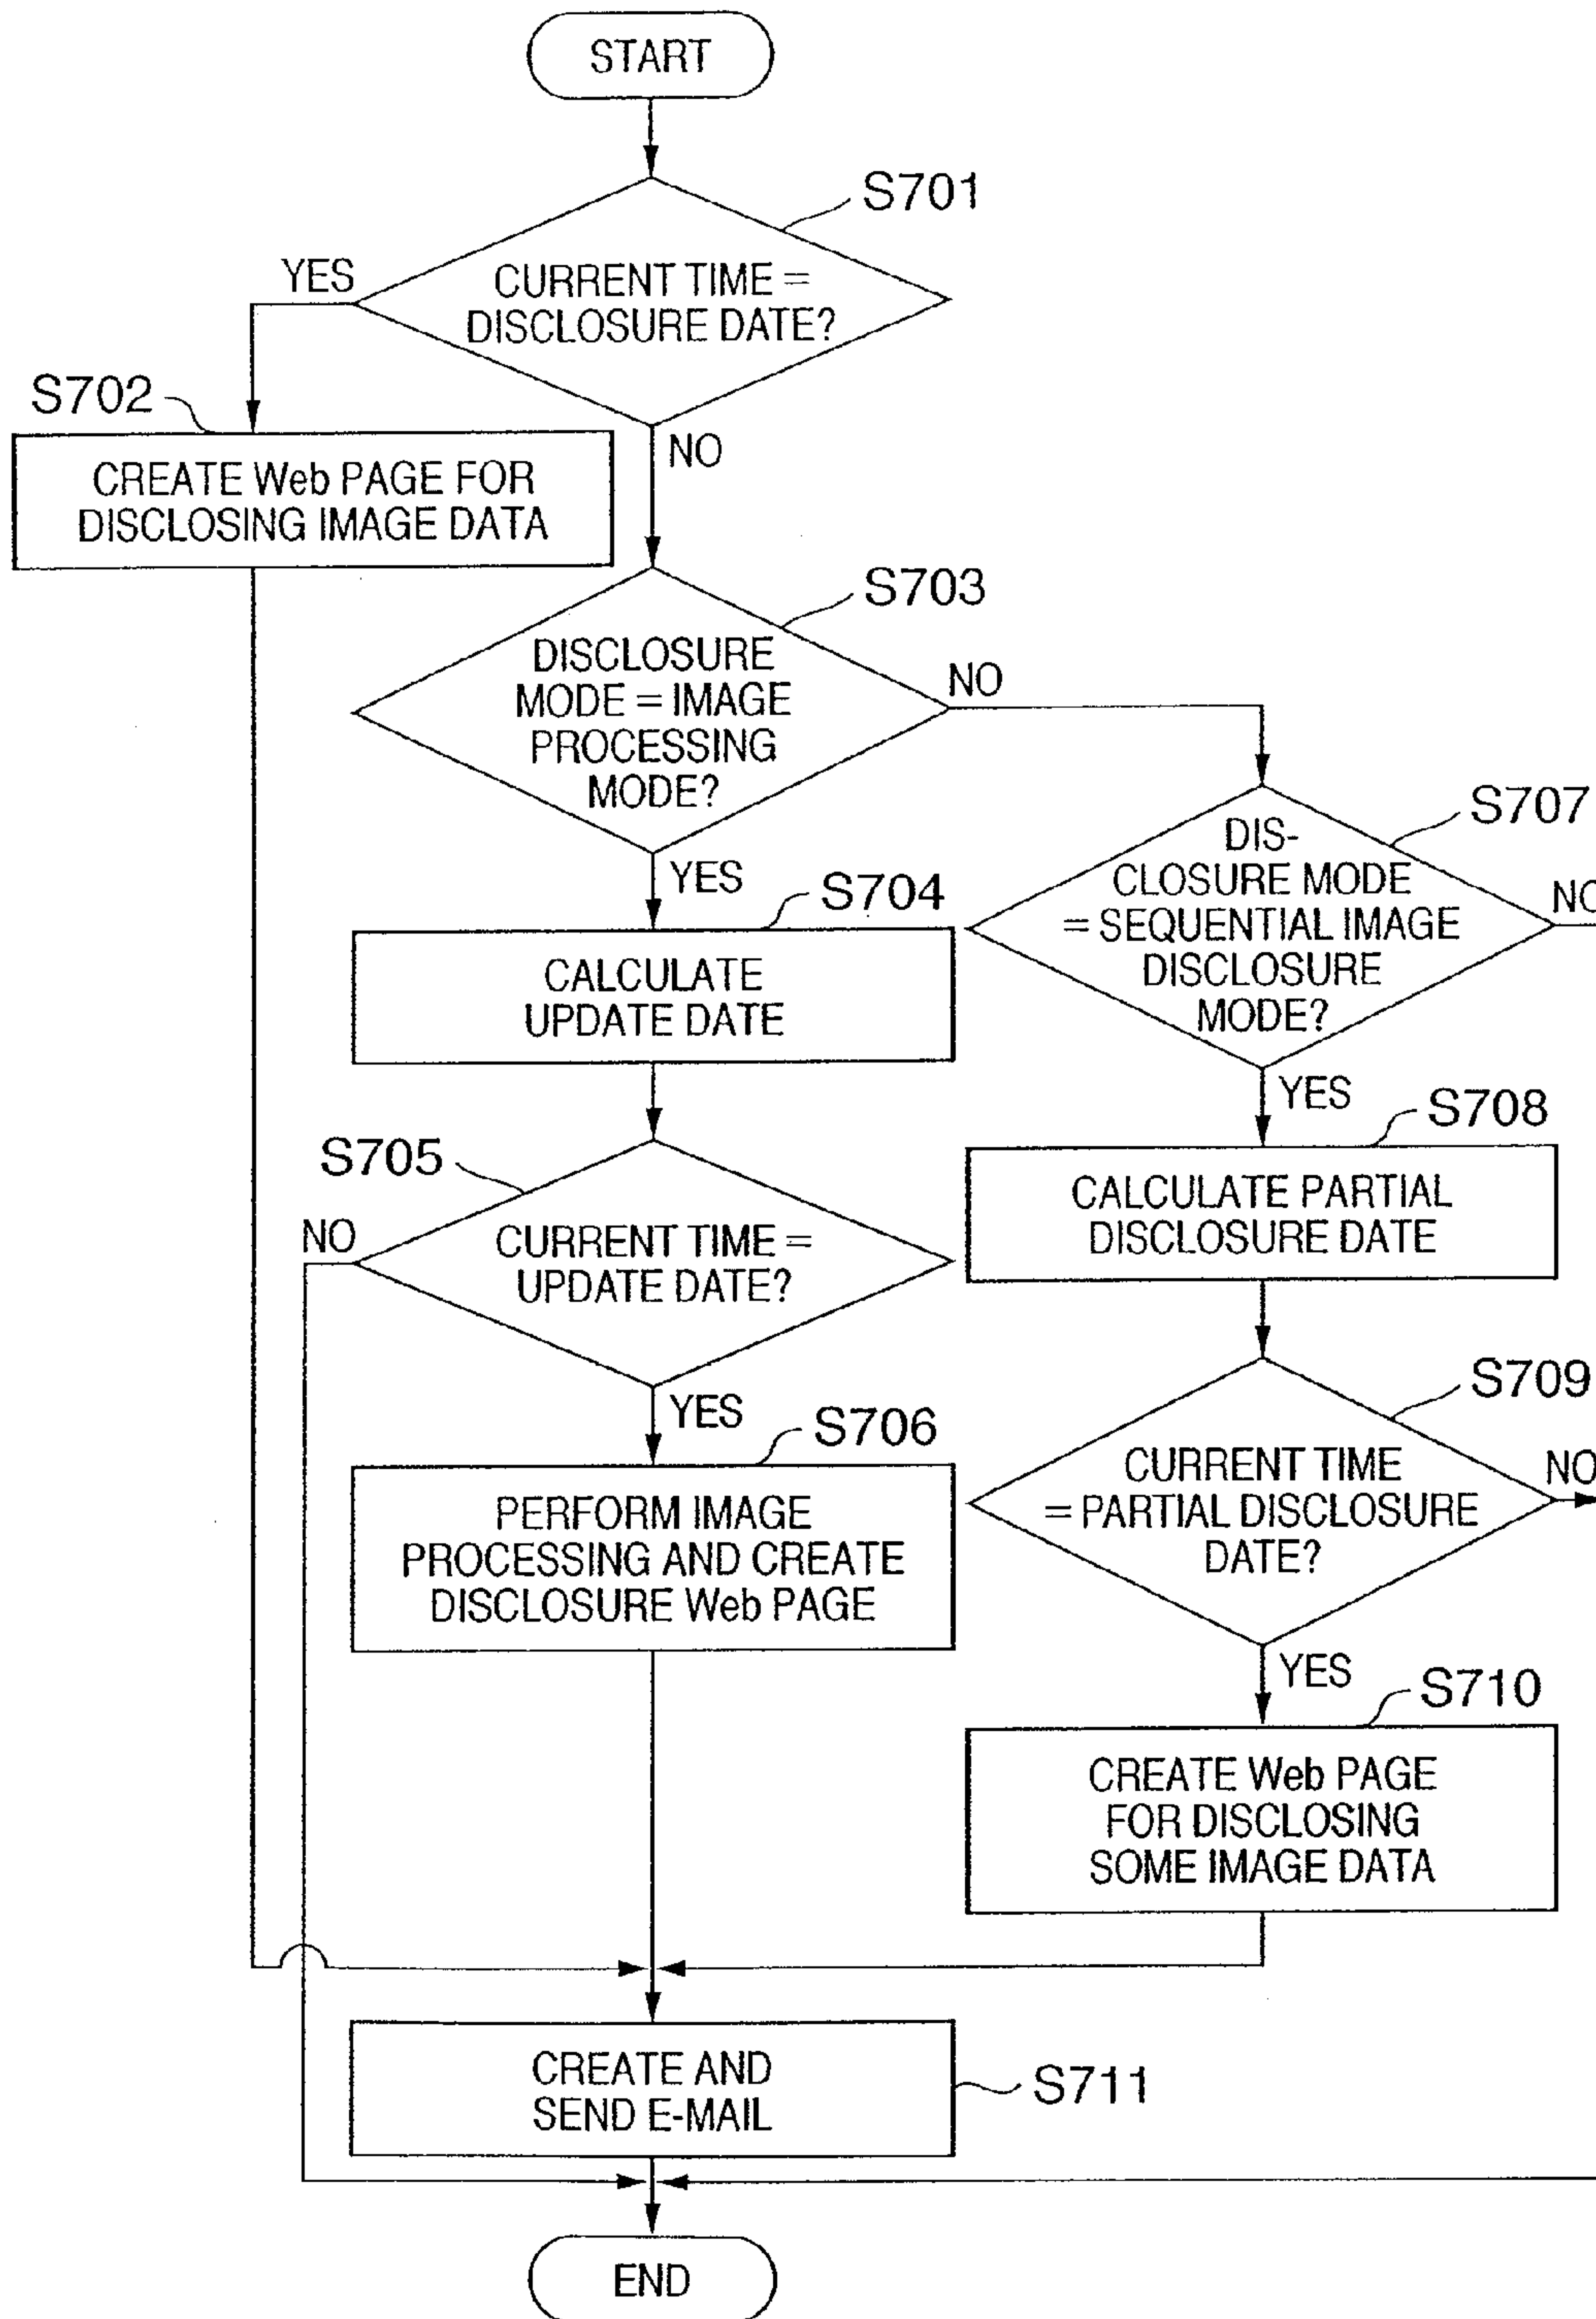 START
S701
YES
CURRENT TIME =
DISCLOSURE DATE?
S702
NO
CREATE Web PAGE FOR
DISCLOSING IMAGE DATA
S703
DISCLOSURE
MODE = IMAGE
PROCESSING
MODE?
NO
S707
DIS-
CLOSURE MODE
= SEQUENTIAL IMAGE
DISCLOSURE
MODE?
NO
YES
S704
CALCULATE
UPDATE DATE
YES
S708
CALCULATE PARTIAL
DISCLOSURE DATE
S705
NO
CURRENT TIME =
UPDATE DATE?
S709
CURRENT TIME
= PARTIAL DISCLOSURE
DATE?
NO
YES
S706
PERFORM IMAGE
PROCESSING AND CREATE
DISCLOSURE Web PAGE
YES
S710
CREATE Web PAGE
FOR DISCLOSING
SOME IMAGE DATA
CREATE AND
SEND E-MAIL
S711
END